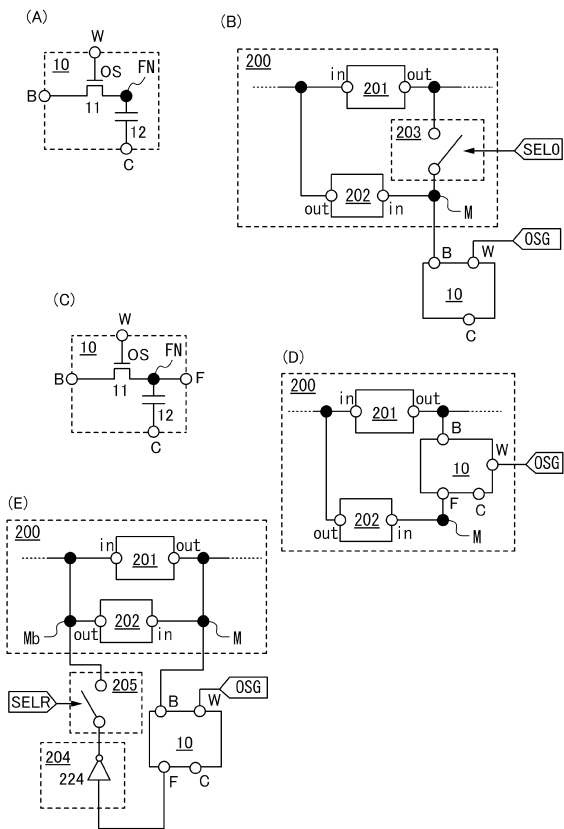 (A)
W
10
OS
FN
B
11
12
C
(B)
200
in
out
201
203
SEL0
202
out
in
M
OSG
B
W
10
C
(C)
W
10
OS
FN
B
F
11
12
C
(D)
200
in
out
201
B
W
10
OSG
F
C
202
out
in
M
(E)
200
in
out
201
202
Mb
out
in
M
205
OSG
SELR
B
W
10
204
224
F
C